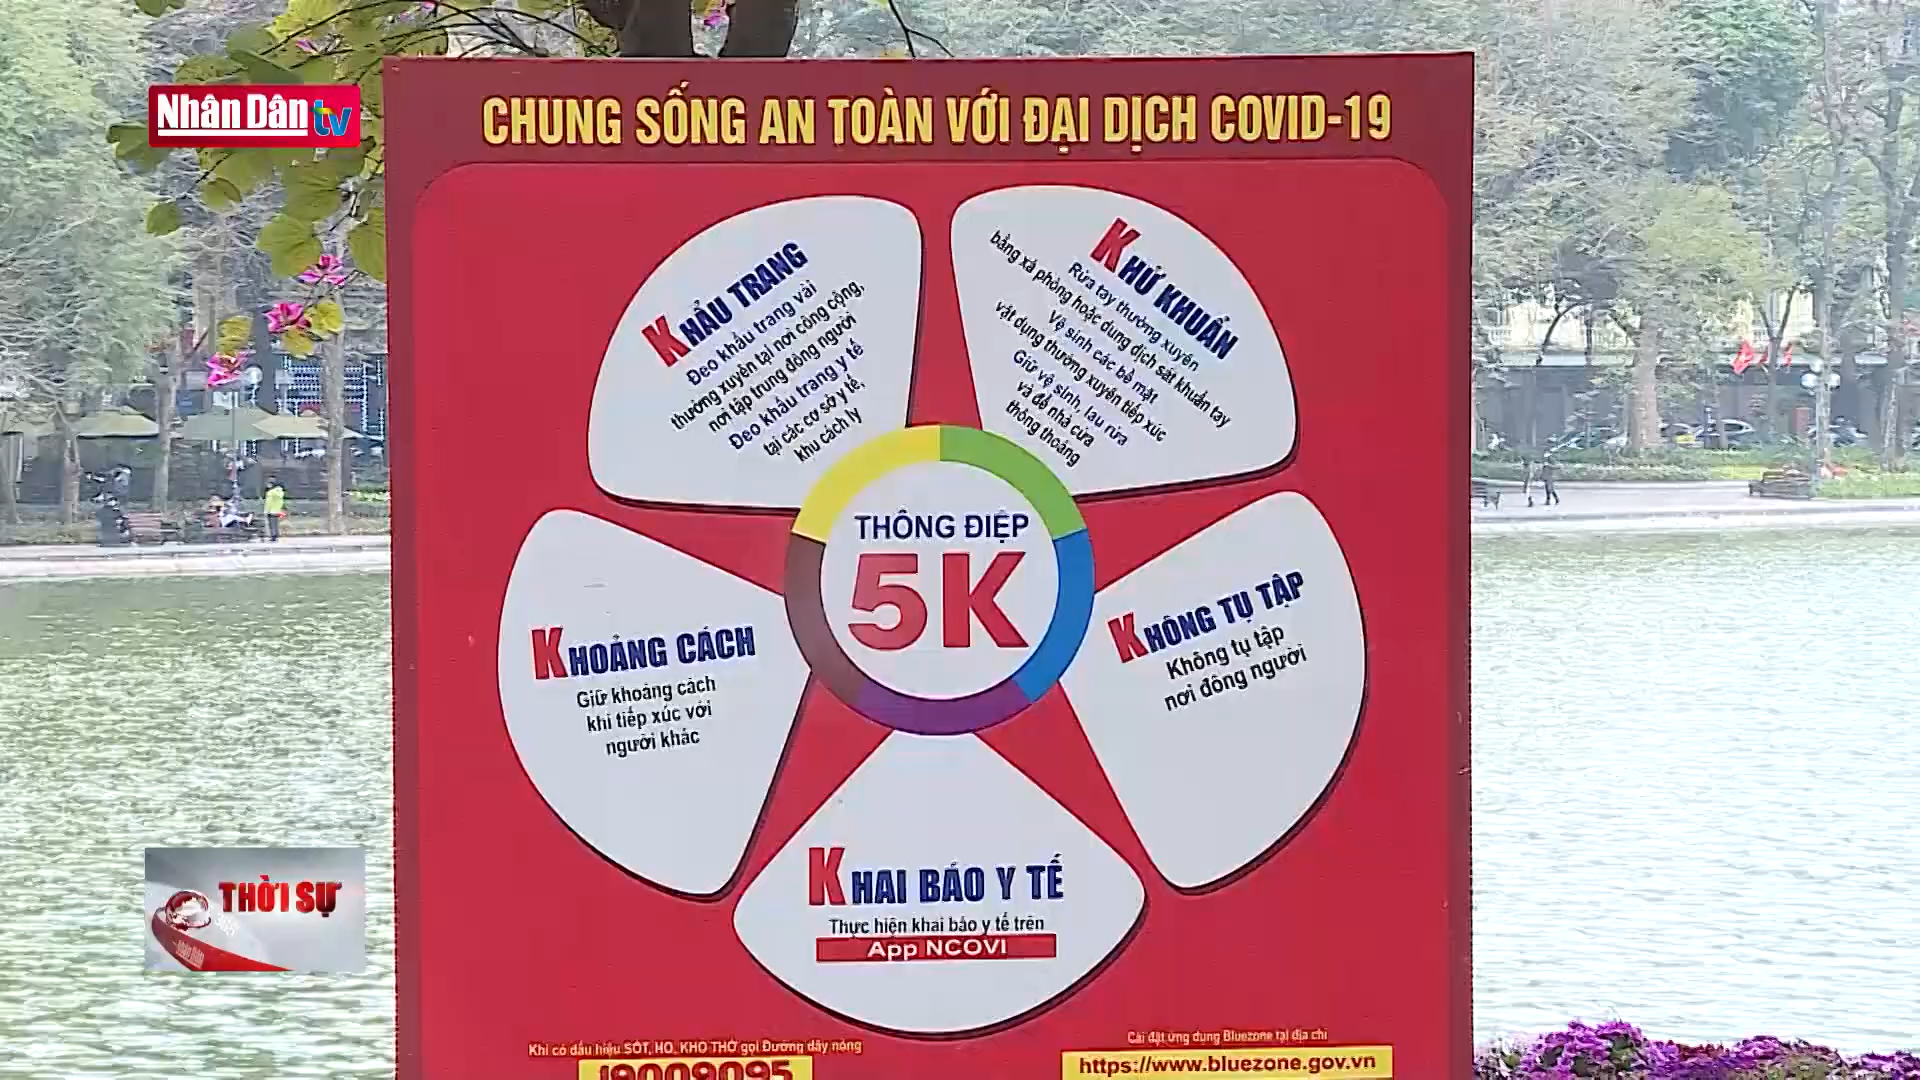 Nhân Dân tv
CHUNG SỐNG AN TOÀN VỚI ĐẠI DỊCH COVID-19
KHẨU TRANG
Đeo khẩu trang vải
thường xuyên tại nơi công cộng,
nơi tập trung đông người
Đeo khẩu trang y tế
tại các cơ sở y tế,
khu cách ly
KHỬ KHUẨN
Rửa tay thường xuyên
bằng xà phòng hoặc dung dịch sát khuẩn tay
Vệ sinh các bề mặt
vật dụng thường xuyên tiếp xúc
Giữ vệ sinh, lau rửa
và để nhà cửa
thông thoáng
THÔNG ĐIỆP
5K
KHOẢNG CÁCH
Giữ khoảng cách
khi tiếp xúc với
người khác
KHÔNG TỤ TẬP
Không tụ tập
nơi đông người
KHAI BÁO Y TẾ
Thực hiện khai báo y tế trên
App NCOVI
THỜI SỰ
Khi có dấu hiệu SỐT, HO, KHÓ THỞ gọi Đường dây nóng
19009095
Cài đặt ứng dụng Bluezone tại địa chỉ
https://www.bluezone.gov.vn